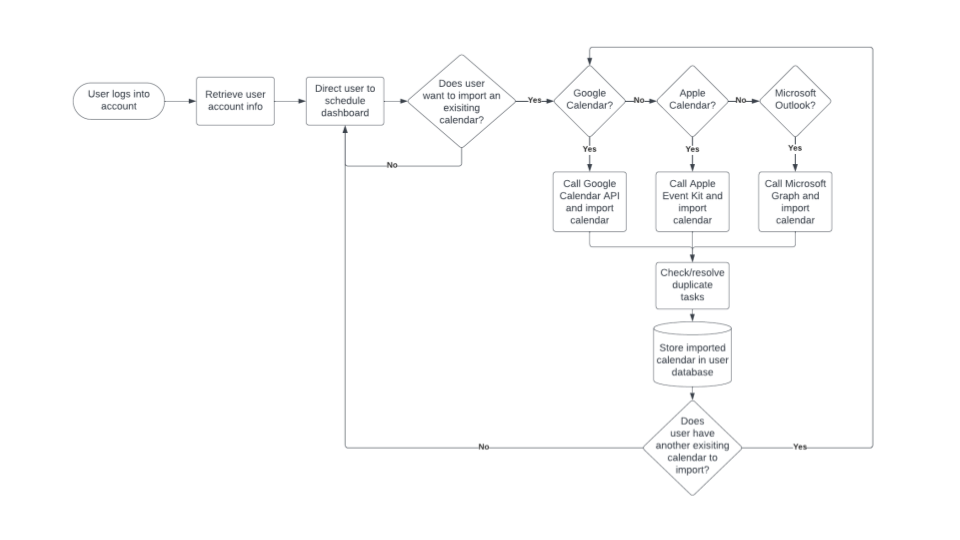 User logs into
account
Retrieve user
account info
Direct user to
schedule
dashboard
Does user
want to import an
exisiting
calendar?
Yes
No
Google
Calendar?
No
Apple
Calendar?
No
Microsoft
Outlook?
Yes
Yes
Yes
Call Google
Calendar API
and import
calendar
Call Apple
Event Kit and
import
calendar
Call Microsoft
Graph and
import
calendar
Check/resolve
duplicate
tasks
Store imported
calendar in user
database
Does
user have
another exisiting
calendar to
import?
No
Yes